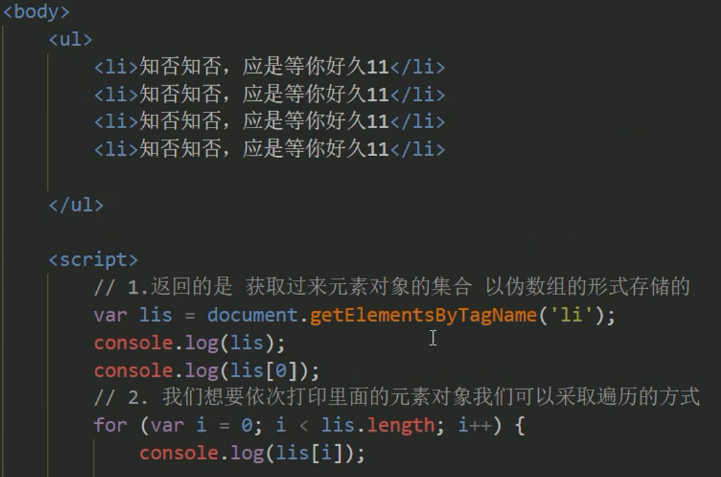 <body>
<ul>
<li>知否知否，应是等你好久11</li>
<li>知否知否，应是等你好久11</li>
<li>知否知否，应是等你好久11</li>
<li>知否知否，应是等你好久11</li>
</ul>
<script>
// 1.返回的是 获取过来元素对象的集合 以伪数组的形式存储的
var lis = document.getElementsByTagName('li');
console.log(lis);
console.log(lis[0]);
// 2. 我们想要依次打印里面的元素对象我们可以采取遍历的方式
for (var i = 0; i < lis.length; i++) {
console.log(lis[i]);